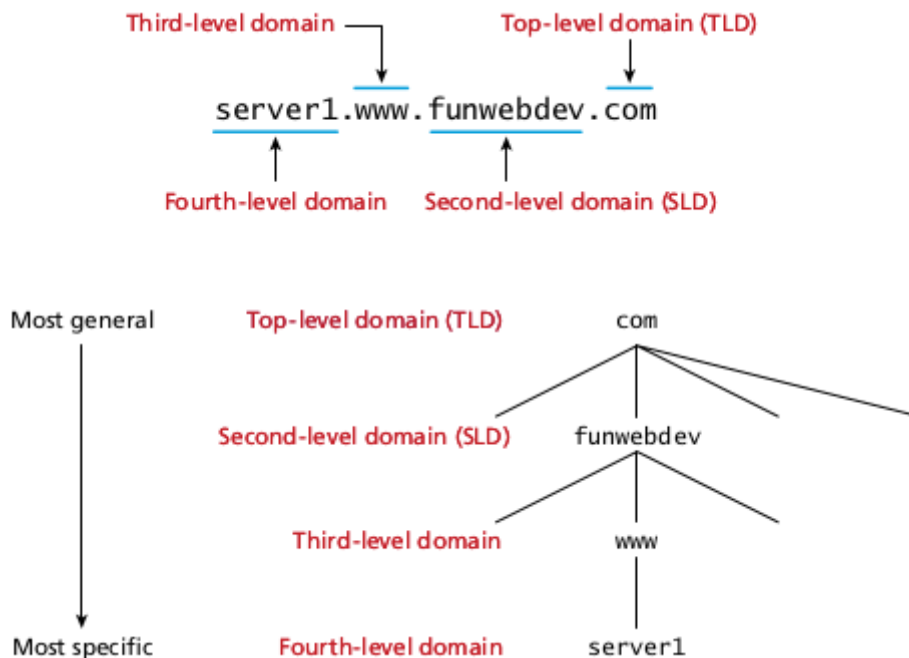 Third-level domain Top-level domain (TLD)
server1.www.funwebdev.com
Fourth-level domain Second-level domain (SLD)
Most general Top-level domain (TLD) com
Second-level domain (SLD) funwebdev
Third-level domain www
Most specific Fourth-level domain server1